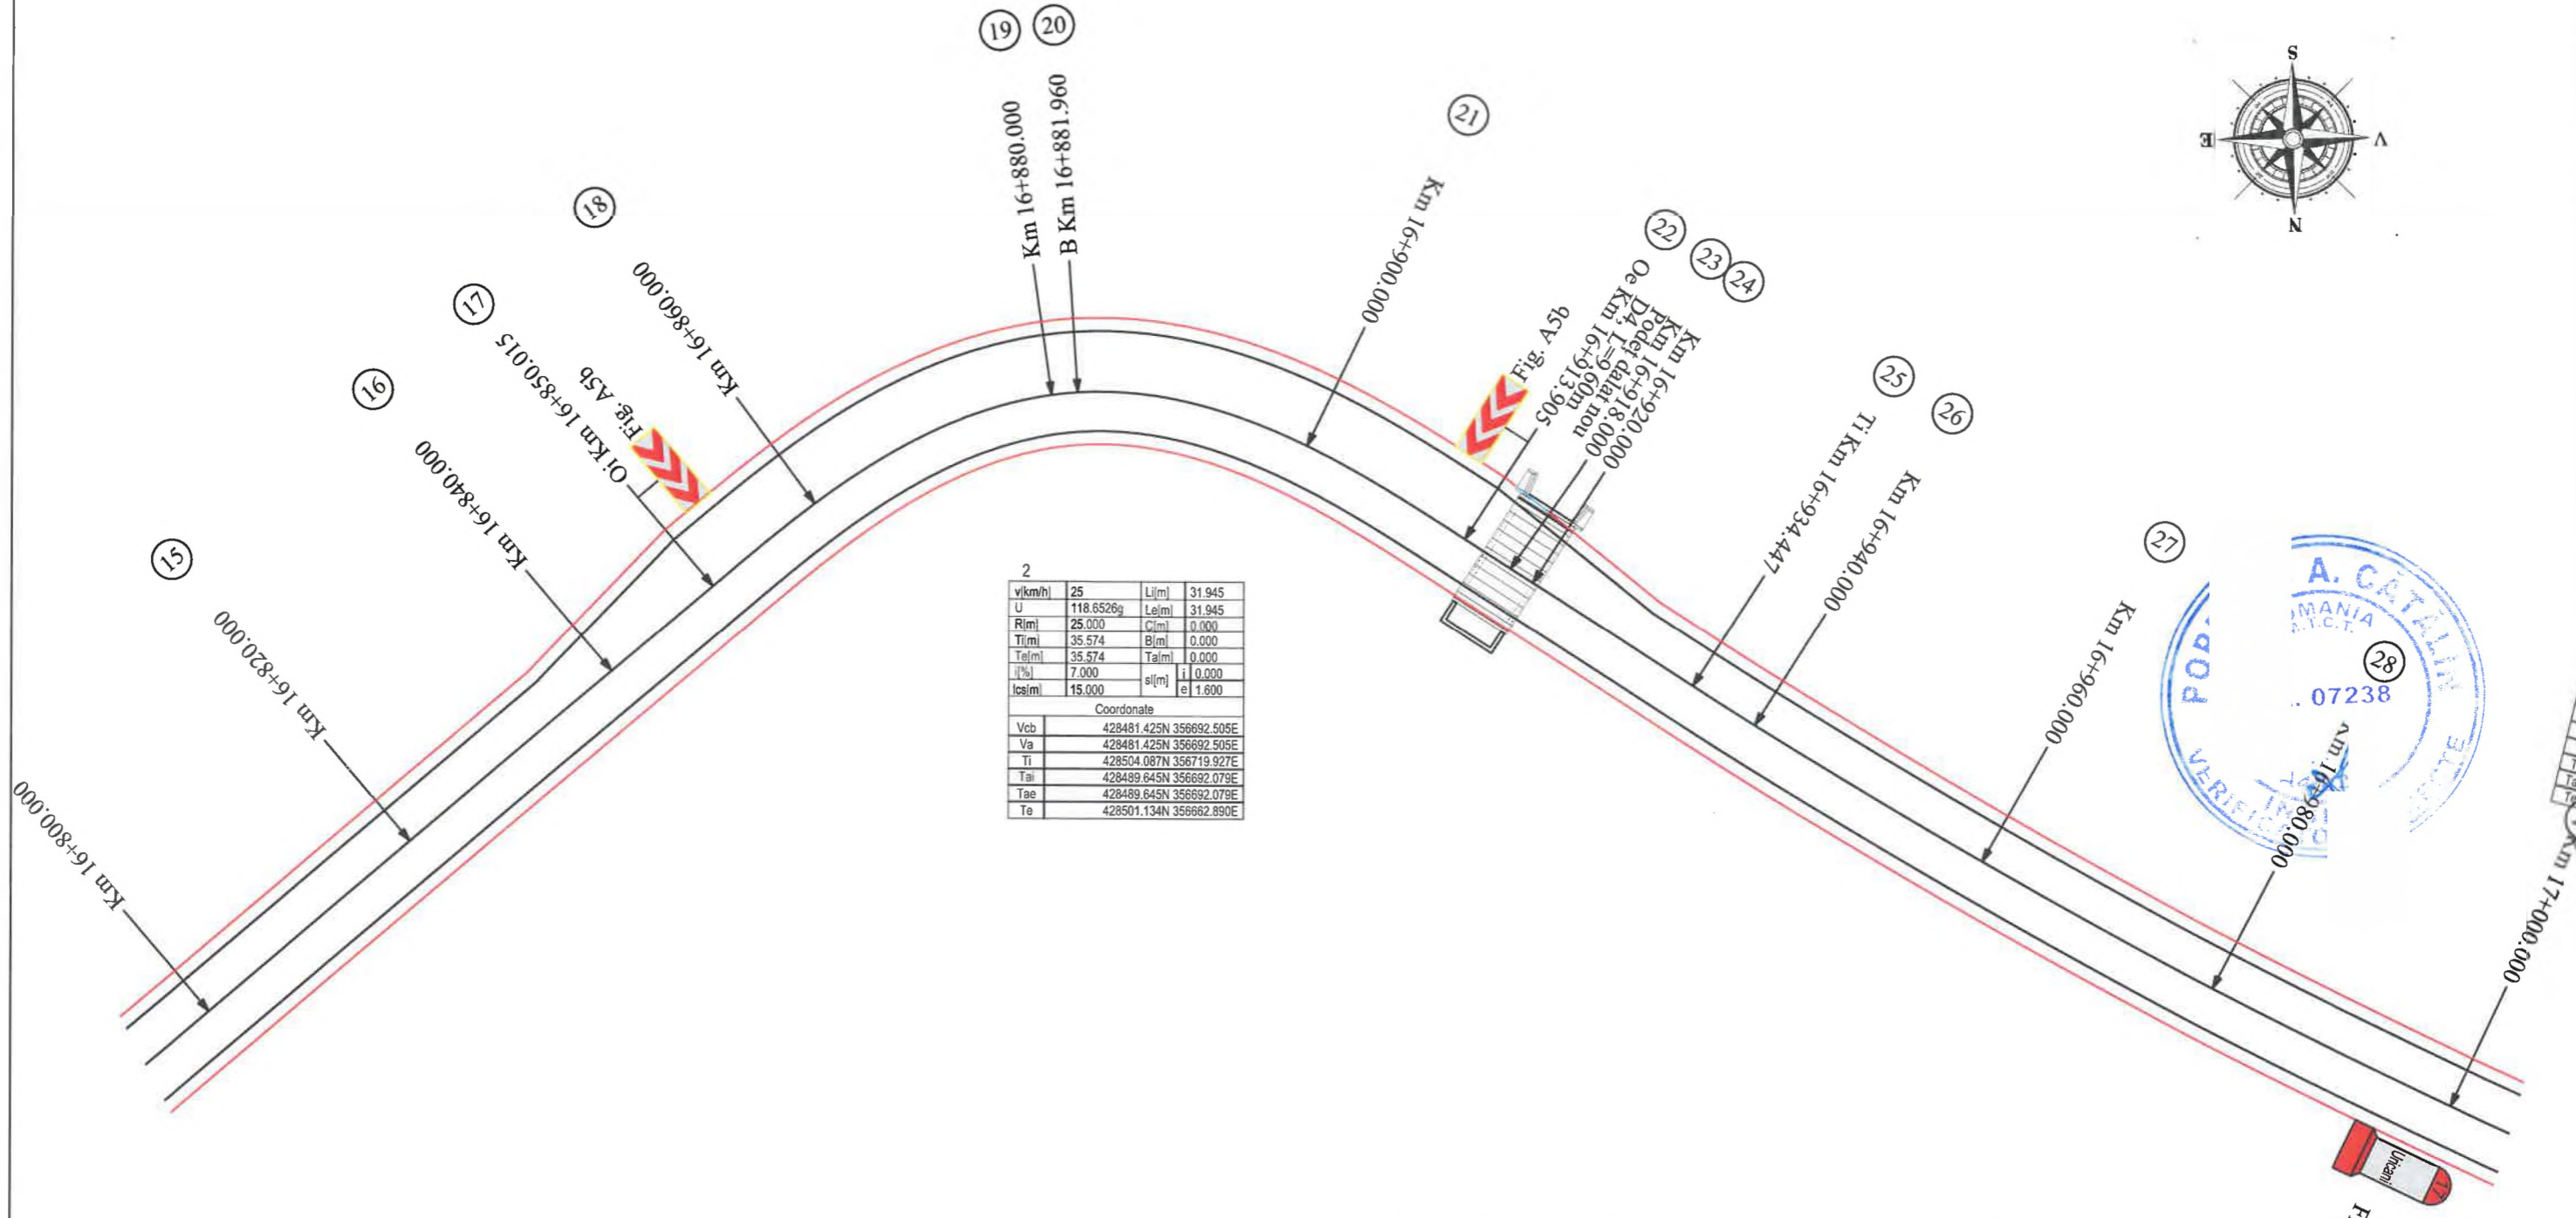 19 20
Km 16+880.000
B Km 16+881.960
21
Km 16+900.000
18
Km 16+860.000
17
Oi Km 16+850.015
Fig. A5b
16
Km 16+840.000
15
Km 16+820.000
Km 16+800.000
Fig. A5b
22 23 24
Oe Km 16+913.905
D4, L=9.60m
Podet dalat nou
Km 16+918.000
Km 16+920.000
25
Ti Km 16+934.447
26
Km 16+940.000
27
Km 16+960.000
28
Km 16+980.000
Km 17+000.000
S
E V
N
2
v[km/h] 25 Li[m] 31.945
U 118.6526g Le[m] 31.945
R[m] 25.000 C[m] 0.000
Ti[m] 35.574 B[m] 0.000
Te[m] 35.574 Ta[m] 0.000
i[%] 7.000 sl[m] i 0.000
lcs[m] 15.000 e 1.600
Coordonate
Vcb 428481.425N 356692.505E
Va 428481.425N 356692.505E
Ti 428504.087N 356719.927E
Tai 428489.645N 356692.079E
Tae 428489.645N 356692.079E
Te 428501.134N 356662.890E
A. CĂTĂLIN
07238
Uricani
17